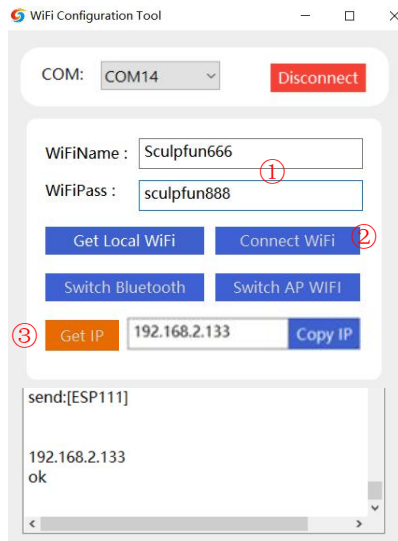 WiFi Configuration Tool
COM: COM14 Disconnect
WiFiName : Sculpfun666
①
WiFiPass : sculpfun888
Get Local WiFi Connect WiFi ②
Switch Bluetooth Switch AP WIFI
③ Get IP 192.168.2.133 Copy IP
send:[ESP111]
192.168.2.133
ok